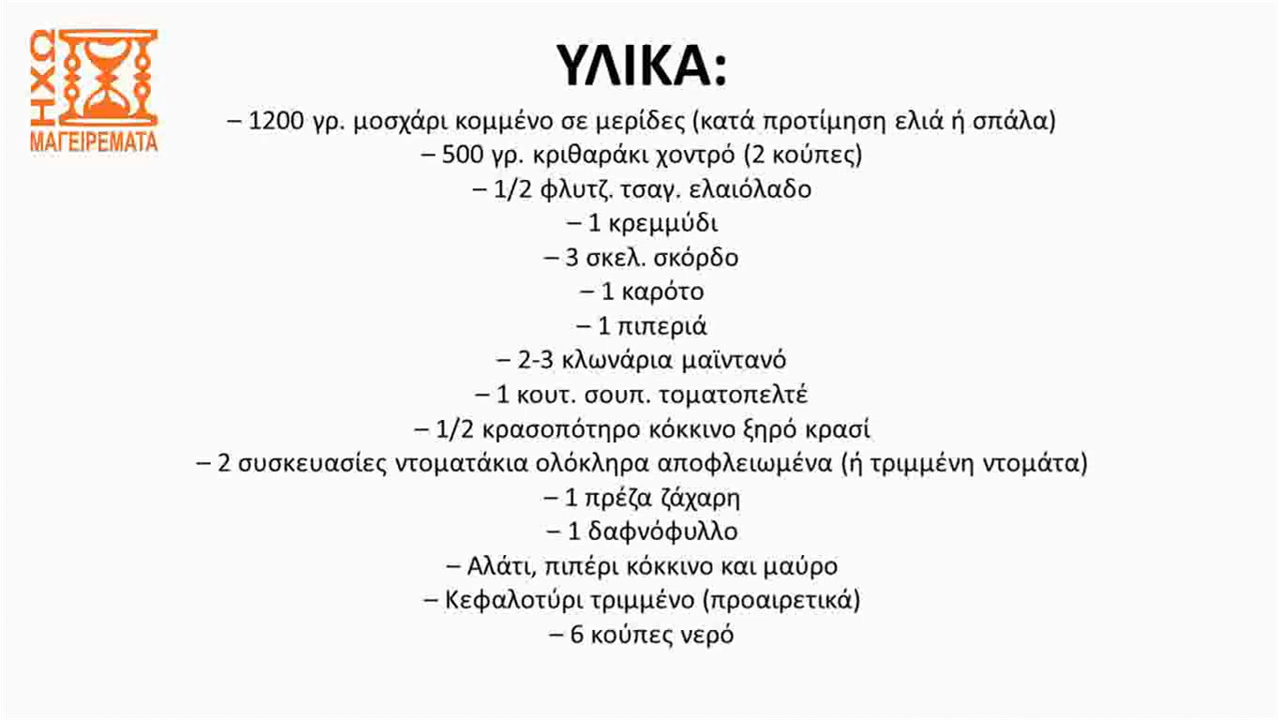 ΗΧΩ
ΜΑΓΕΙΡΕΜΑΤΑ
ΥΛΙΚΑ:
– 1200 γρ. μοσχάρι κομμένο σε μερίδες (κατά προτίμηση ελιά ή σπάλα)
– 500 γρ. κριθαράκι χοντρό (2 κούπες)
– 1/2 φλυτζ. τσαγ. ελαιόλαδο
– 1 κρεμμύδι
– 3 σκελ. σκόρδο
– 1 καρότο
– 1 πιπεριά
– 2-3 κλωνάρια μαϊντανό
– 1 κουτ. σουπ. τοματοπελτέ
– 1/2 κρασοπότηρο κόκκινο ξηρό κρασί
– 2 συσκευασίες ντοματάκια ολόκληρα αποφλειωμένα (ή τριμμένη ντομάτα)
– 1 πρέζα ζάχαρη
– 1 δαφνόφυλλο
– Αλάτι, πιπέρι κόκκινο και μαύρο
– Κεφαλοτύρι τριμμένο (προαιρετικά)
– 6 κούπες νερό